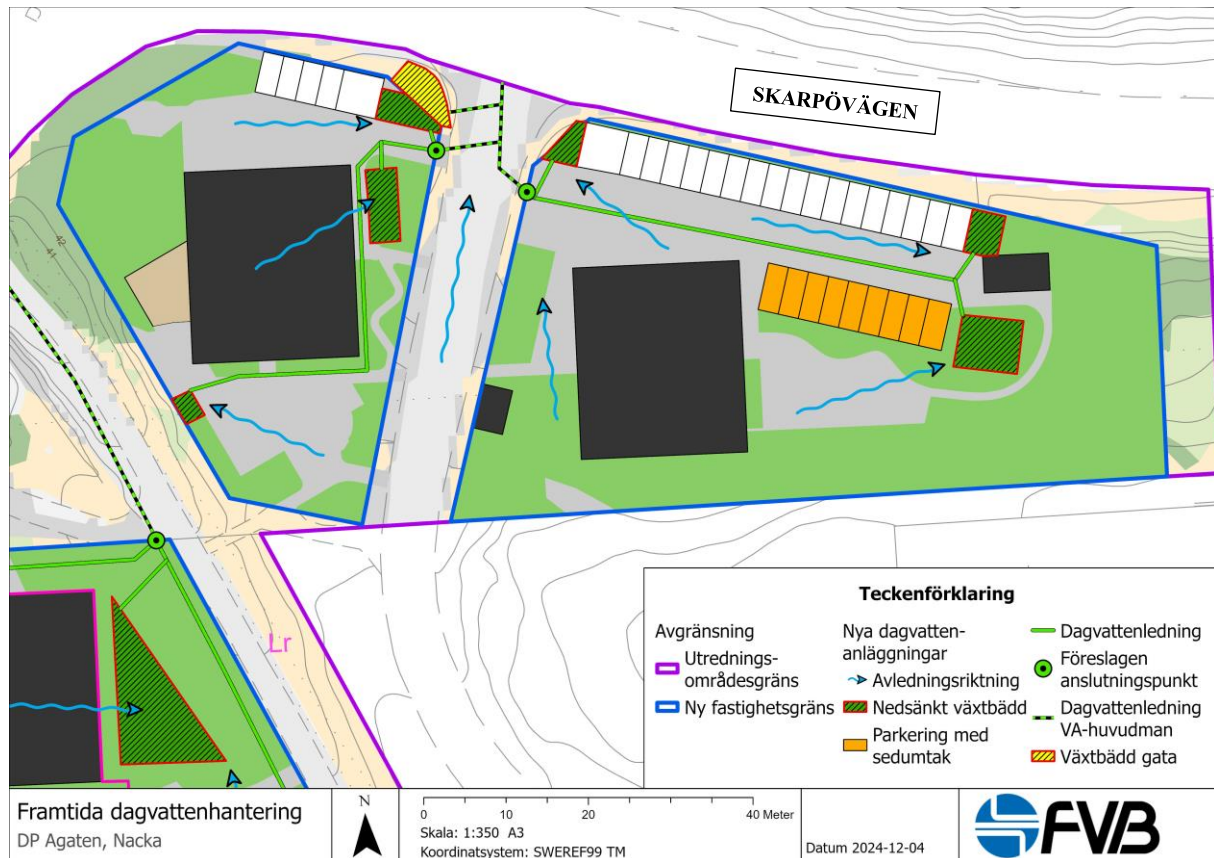 D
SKARPÖVÄGEN
42
41
Lr
Teckenförklaring
Avgränsning
Utrednings-
områdesgräns
Ny fastighetsgräns
Nya dagvatten-
anläggningar
Avledningsriktning
Nedsänkt växtbädd
Parkering med
sedumtak
Dagvattenledning
Föreslagen
anslutningspunkt
Dagvattenledning
VA-huvudman
Växtbädd gata
Framtida dagvattenhantering
DP Agaten, Nacka
N
0 10 20 40 Meter
Skala: 1:350 A3
Koordinatsystem: SWEREF99 TM
Datum 2024-12-04
FVB